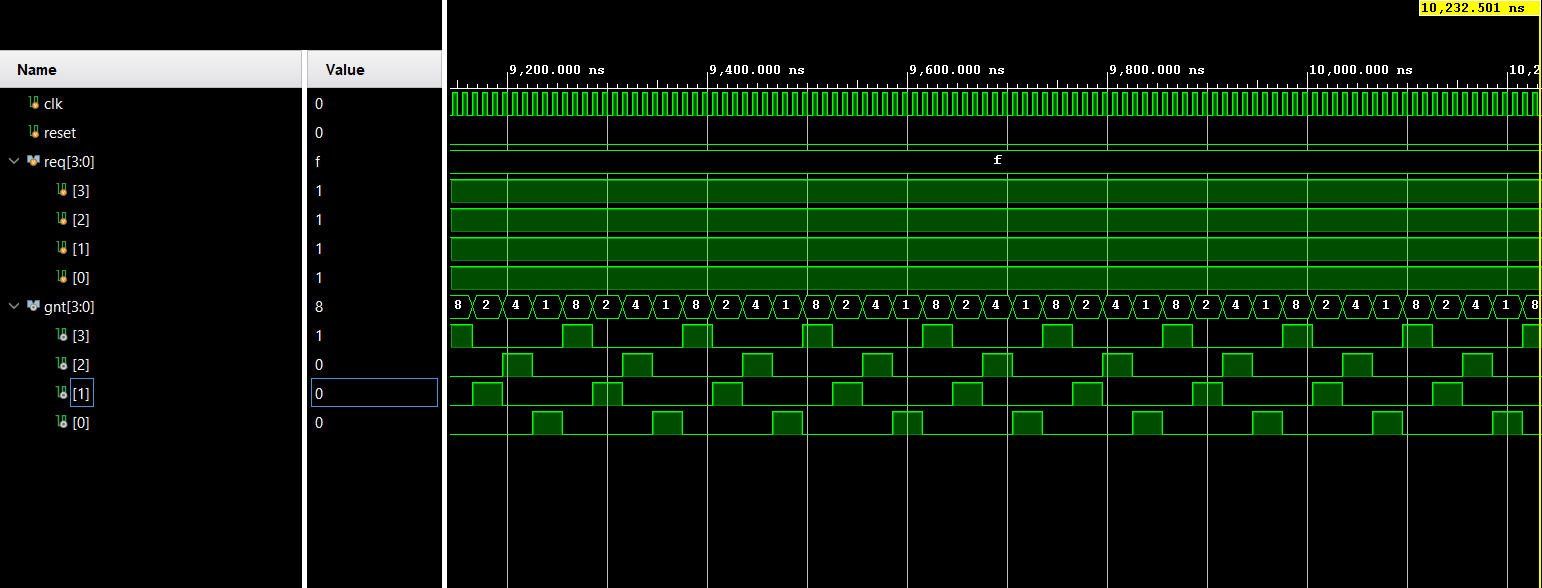 10,232.501 ns
Name Value
9,200.000 ns 9,400.000 ns 9,600.000 ns 9,800.000 ns 10,000.000 ns 10,2
clk 0
reset 0
req[3:0] f f
[3] 1
[2] 1
[1] 1
[0] 1
gnt[3:0] 8 8 2 4 1 8 2 4 1 8 2 4 1 8 2 4 1 8 2 4 1 8 2 4 1 8 2 4 1 8 2 4 1 8 2 4 1 8
[3] 1
[2] 0
[1] 0
[0] 0